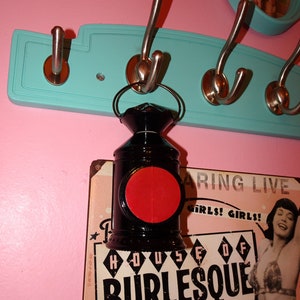 ARING LIVE
GIRLS! GIRLS!
HOUSE OF
BURLESQUE